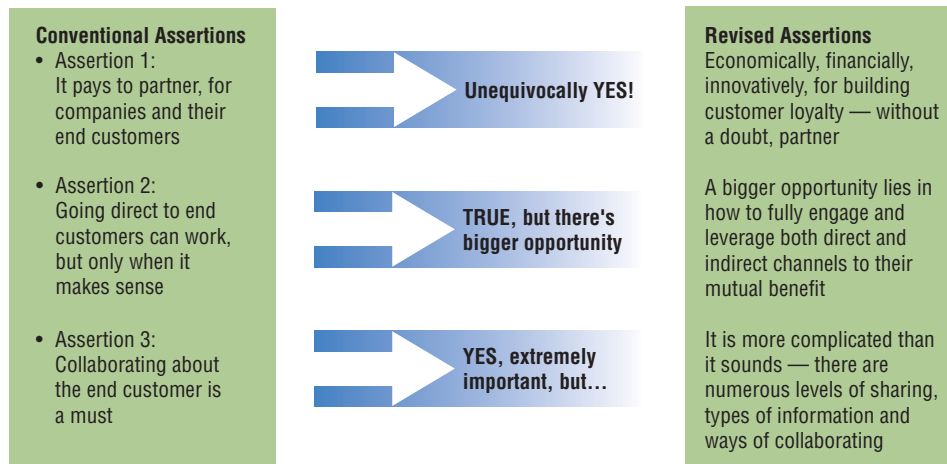 Conventional Assertions
• Assertion 1:
It pays to partner, for
companies and their
end customers
• Assertion 2:
Going direct to end
customers can work,
but only when it
makes sense
• Assertion 3:
Collaborating about
the end customer is
a must
Unequivocally YES!
TRUE, but there's
bigger opportunity
YES, extremely
important, but…
Revised Assertions
Economically, financially,
innovatively, for building
customer loyalty — without
a doubt, partner
A bigger opportunity lies in
how to fully engage and
leverage both direct and
indirect channels to their
mutual benefit
It is more complicated than
it sounds — there are
numerous levels of sharing,
types of information and
ways of collaborating